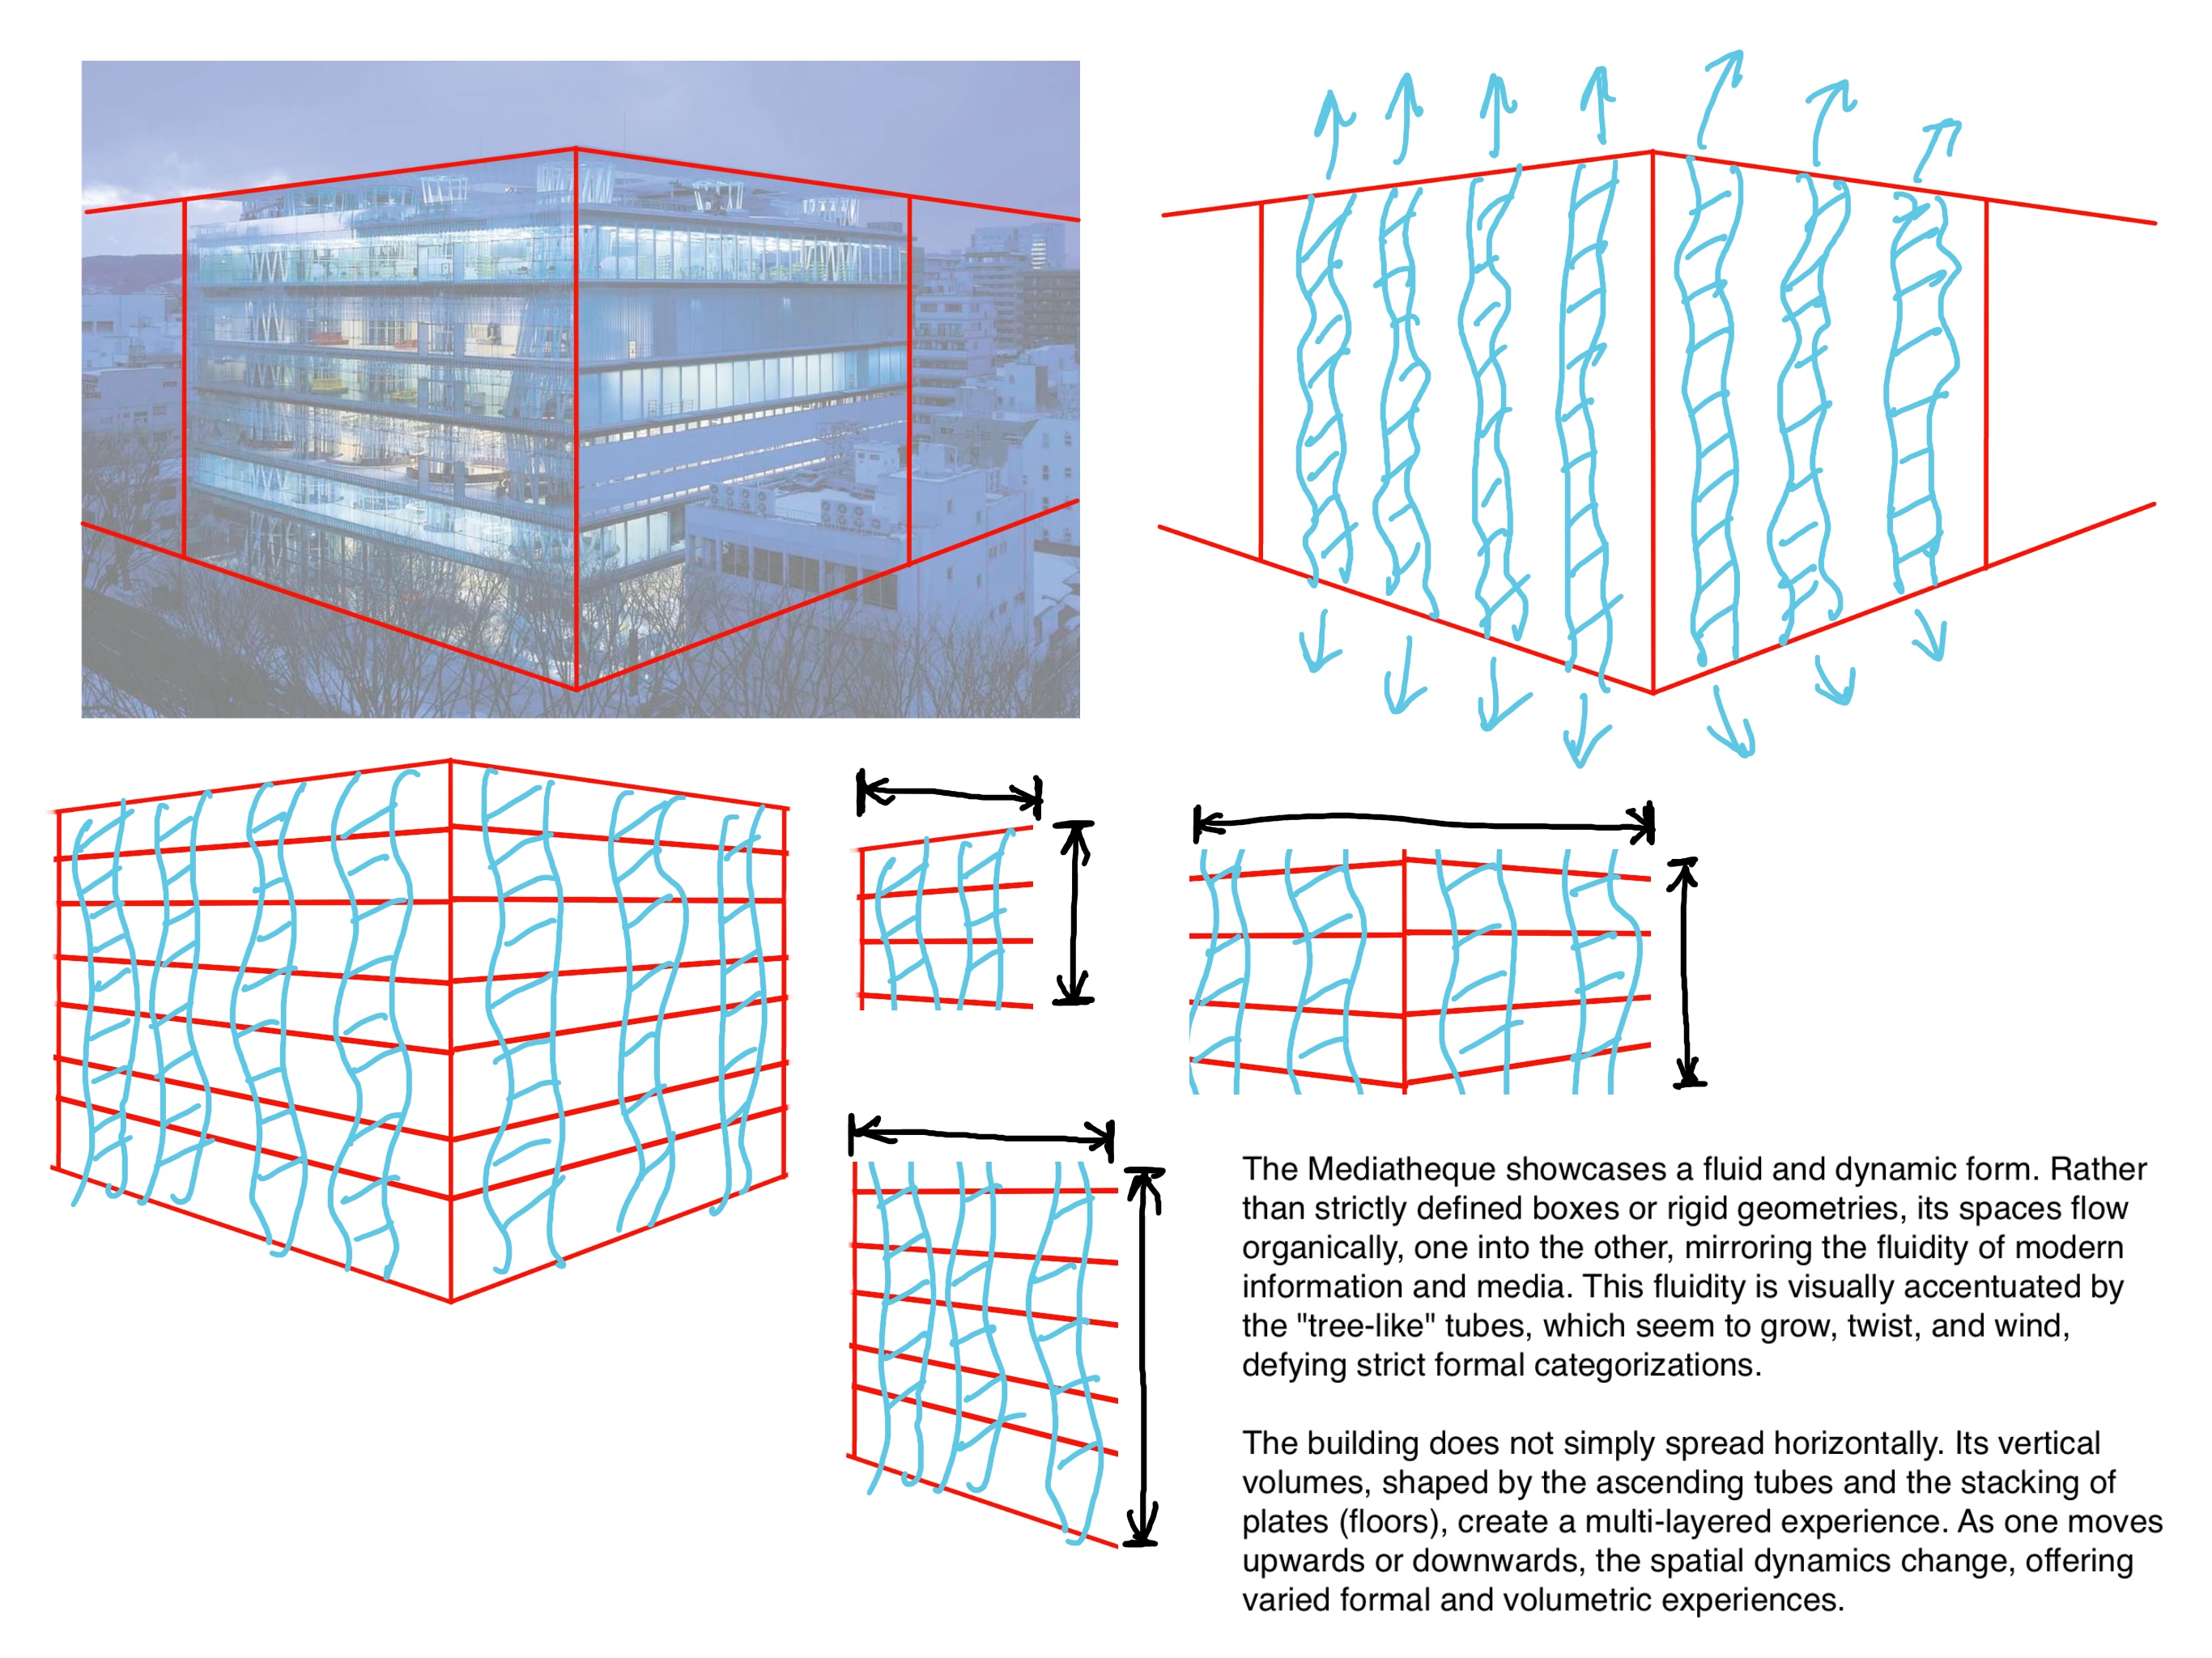 The Mediatheque showcases a fluid and dynamic form. Rather
than strictly defined boxes or rigid geometries, its spaces flow
organically, one into the other, mirroring the fluidity of modern
information and media. This fluidity is visually accentuated by
the "tree-like" tubes, which seem to grow, twist, and wind,
defying strict formal categorizations.
The building does not simply spread horizontally. Its vertical
volumes, shaped by the ascending tubes and the stacking of
plates (floors), create a multi-layered experience. As one moves
upwards or downwards, the spatial dynamics change, offering
varied formal and volumetric experiences.